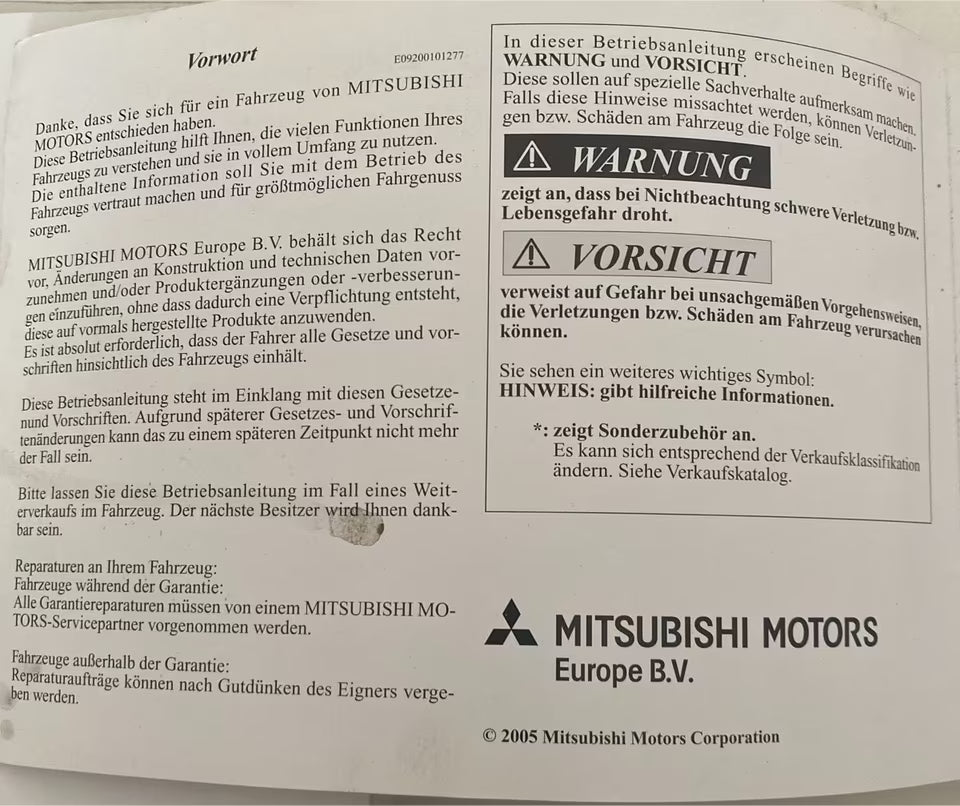 Vorwort
E09200101277
Danke, dass Sie sich für ein Fahrzeug von MITSUBISHI
MOTORS entschieden haben.
Diese Betriebsanleitung hilft Ihnen, die vielen Funktionen Ihres
Fahrzeugs zu verstehen und sie in vollem Umfang zu nutzen.
Die enthaltene Information soll Sie mit dem Betrieb des
Fahrzeugs vertraut machen und für größtmöglichen Fahrgenuss
sorgen.
MITSUBISHI MOTORS Europe B.V. behält sich das Recht
vor, Änderungen an Konstruktion und technischen Daten vor-
zunehmen und/oder Produktergänzungen oder -verbesserun-
gen einzuführen, ohne dass dadurch eine Verpflichtung entsteht,
diese auf vormals hergestellte Produkte anzuwenden.
Es ist absolut erforderlich, dass der Fahrer alle Gesetze und vor-
schriften hinsichtlich des Fahrzeugs einhält.
Diese Betriebsanleitung steht im Einklang mit diesen Gesetze-
nund Vorschriften. Aufgrund späterer Gesetzes- und Vorschrif-
tenänderungen kann das zu einem späteren Zeitpunkt nicht mehr
der Fall sein.
Bitte lassen Sie diese Betriebsanleitung im Fall eines Weit-
erverkaufs im Fahrzeug. Der nächste Besitzer wird Ihnen dank-
bar sein.
Reparaturen an Ihrem Fahrzeug:
Fahrzeuge während der Garantie:
Alle Garantiereparaturen müssen von einem MITSUBISHI MO-
TORS-Servicepartner vorgenommen werden.
Fahrzeuge außerhalb der Garantie:
Reparaturaufträge können nach Gutdünken des Eigners verge-
ben werden.
In dieser Betriebsanleitung erscheinen Begriffe wie
WARNUNG und VORSICHT.
Diese sollen auf spezielle Sachverhalte aufmerksam machen.
Falls diese Hinweise missachtet werden, können Verletzun-
gen bzw. Schäden am Fahrzeug die Folge sein.
WARNUNG
zeigt an, dass bei Nichtbeachtung schwere Verletzung bzw.
Lebensgefahr droht.
VORSICHT
verweist auf Gefahr bei unsachgemäßen Vorgehensweisen,
die Verletzungen bzw. Schäden am Fahrzeug verursachen
können.
Sie sehen ein weiteres wichtiges Symbol:
HINWEIS: gibt hilfreiche Informationen.
*: zeigt Sonderzubehör an.
Es kann sich entsprechend der Verkaufsklassifikation
ändern. Siehe Verkaufskatalog.
MITSUBISHI MOTORS
Europe B.V.
© 2005 Mitsubishi Motors Corporation